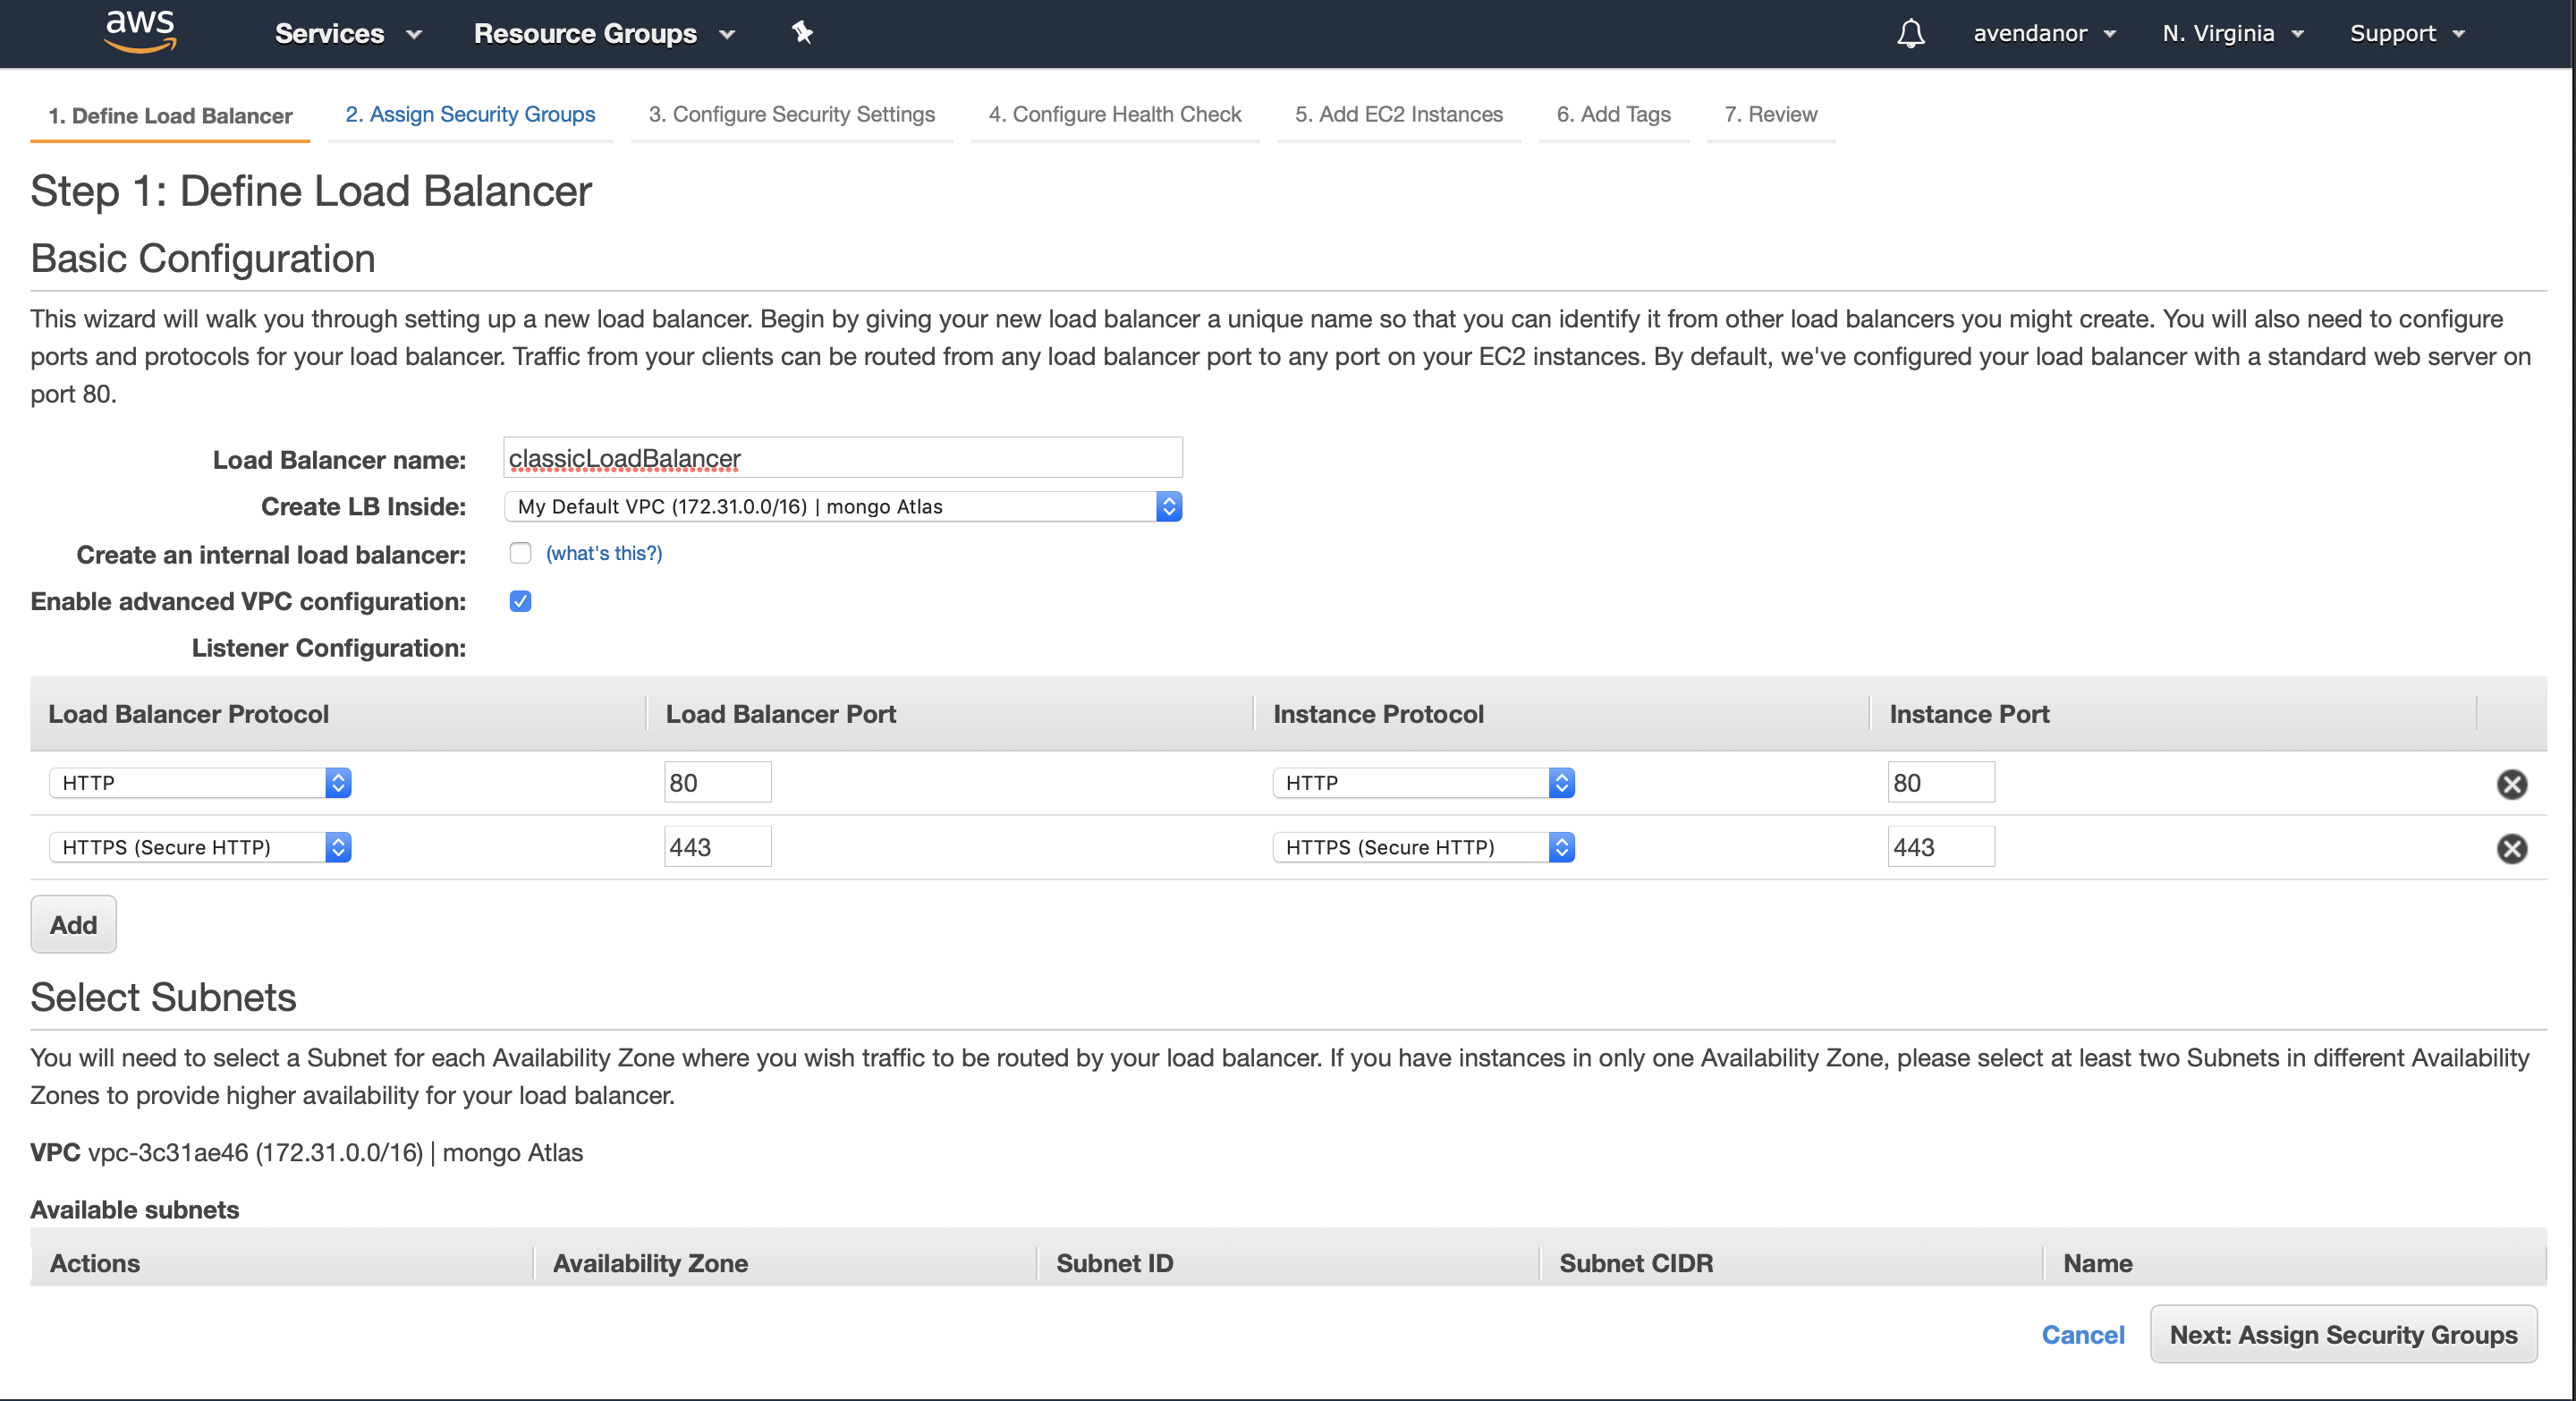 aws Services Resource Groups avendanor N. Virginia Support
1. Define Load Balancer 2. Assign Security Groups 3. Configure Security Settings 4. Configure Health Check 5. Add EC2 Instances 6. Add Tags 7. Review
Step 1: Define Load Balancer
Basic Configuration
This wizard will walk you through setting up a new load balancer. Begin by giving your new load balancer a unique name so that you can identify it from other load balancers you might create. You will also need to configure
ports and protocols for your load balancer. Traffic from your clients can be routed from any load balancer port to any port on your EC2 instances. By default, we've configured your load balancer with a standard web server on
port 80.
Load Balancer name: classicLoadBalancer
Create LB Inside: My Default VPC (172.31.0.0/16) | mongo Atlas
Create an internal load balancer: (what's this?)
Enable advanced VPC configuration:
Listener Configuration:
Load Balancer Protocol Load Balancer Port Instance Protocol Instance Port
HTTP 80 HTTP 80
HTTPS (Secure HTTP) 443 HTTPS (Secure HTTP) 443
Add
Select Subnets
You will need to select a Subnet for each Availability Zone where you wish traffic to be routed by your load balancer. If you have instances in only one Availability Zone, please select at least two Subnets in different Availability
Zones to provide higher availability for your load balancer.
VPC vpc-3c31ae46 (172.31.0.0/16) | mongo Atlas
Available subnets
Actions Availability Zone Subnet ID Subnet CIDR Name
Cancel Next: Assign Security Groups